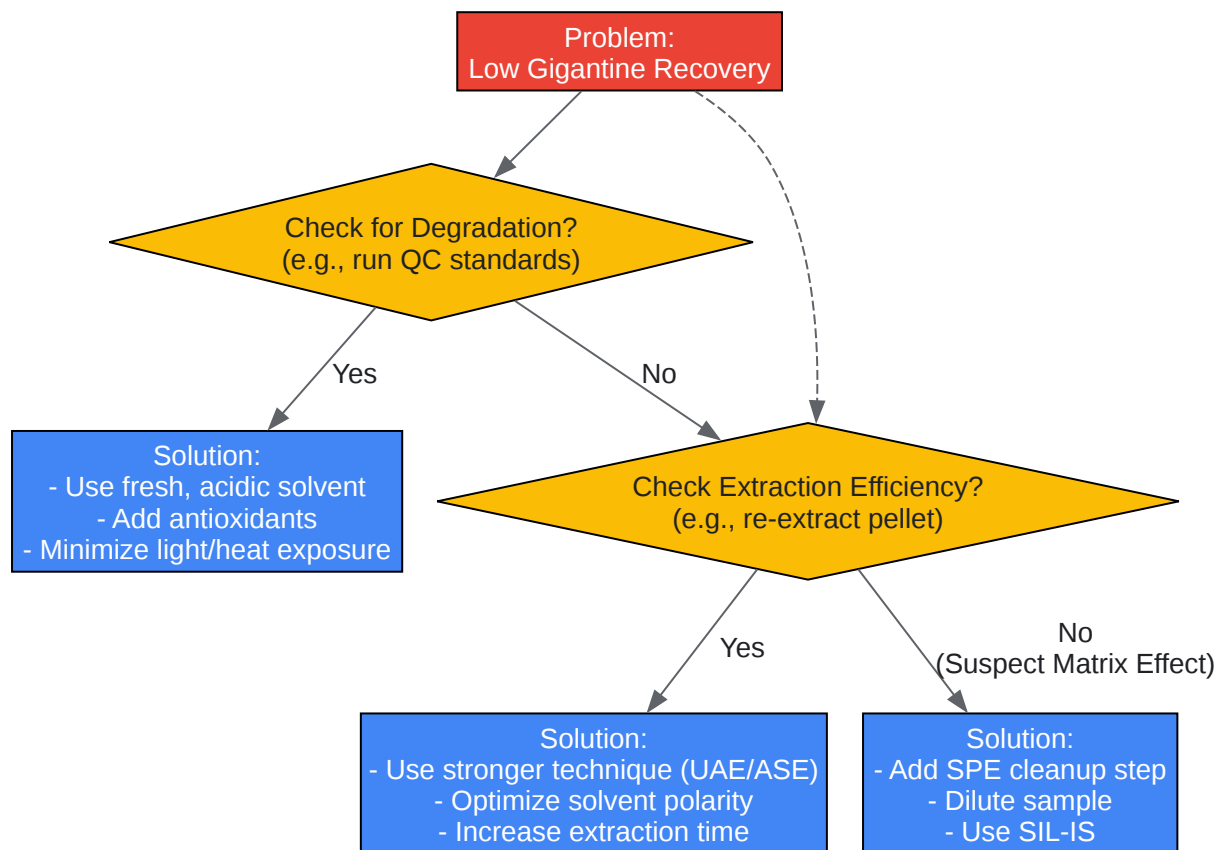 Problem:
Low Gigantine Recovery
Check for Degradation?
(e.g., run QC standards)
Yes
No
Solution:
- Use fresh, acidic solvent
- Add antioxidants
- Minimize light/heat exposure
Check Extraction Efficiency?
(e.g., re-extract pellet)
Yes
No
(Suspect Matrix Effect)
Solution:
- Use stronger technique (UAE/ASE)
- Optimize solvent polarity
- Increase extraction time
Solution:
- Add SPE cleanup step
- Dilute sample
- Use SIL-IS